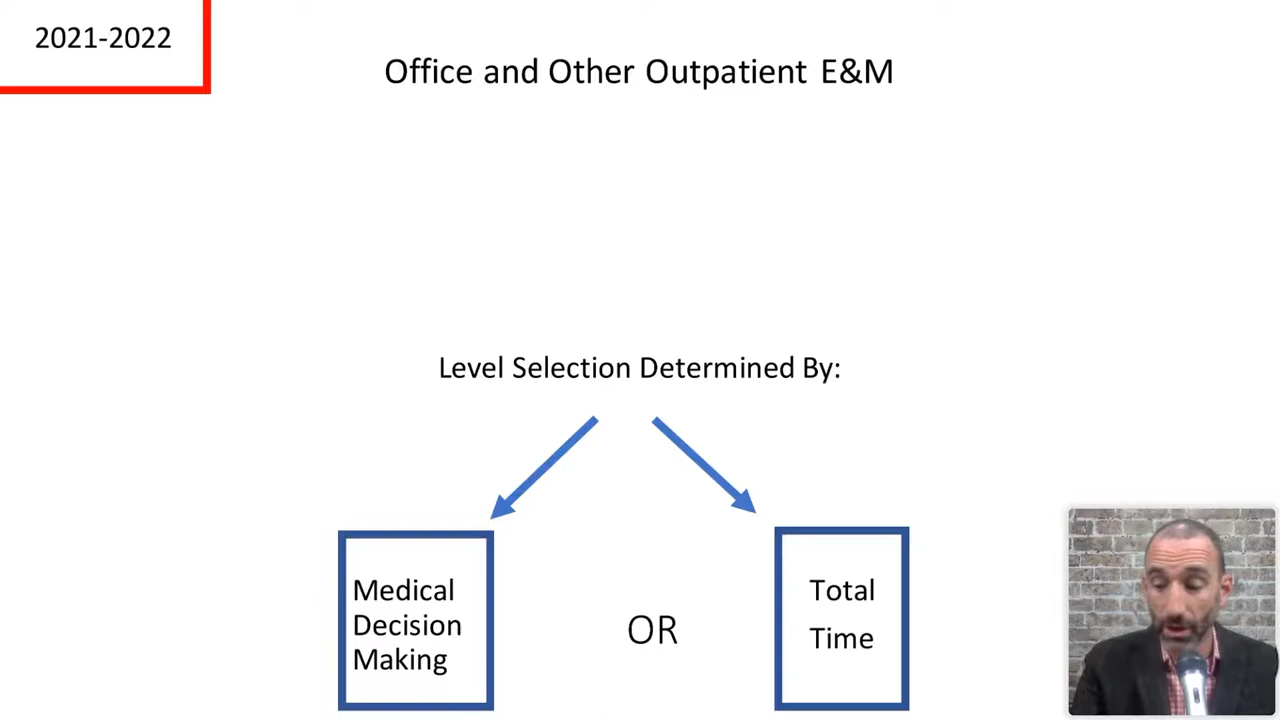 2021-2022
Office and Other Outpatient E&M
Level Selection Determined By:
Medical
Decision
Making
OR
Total
Time